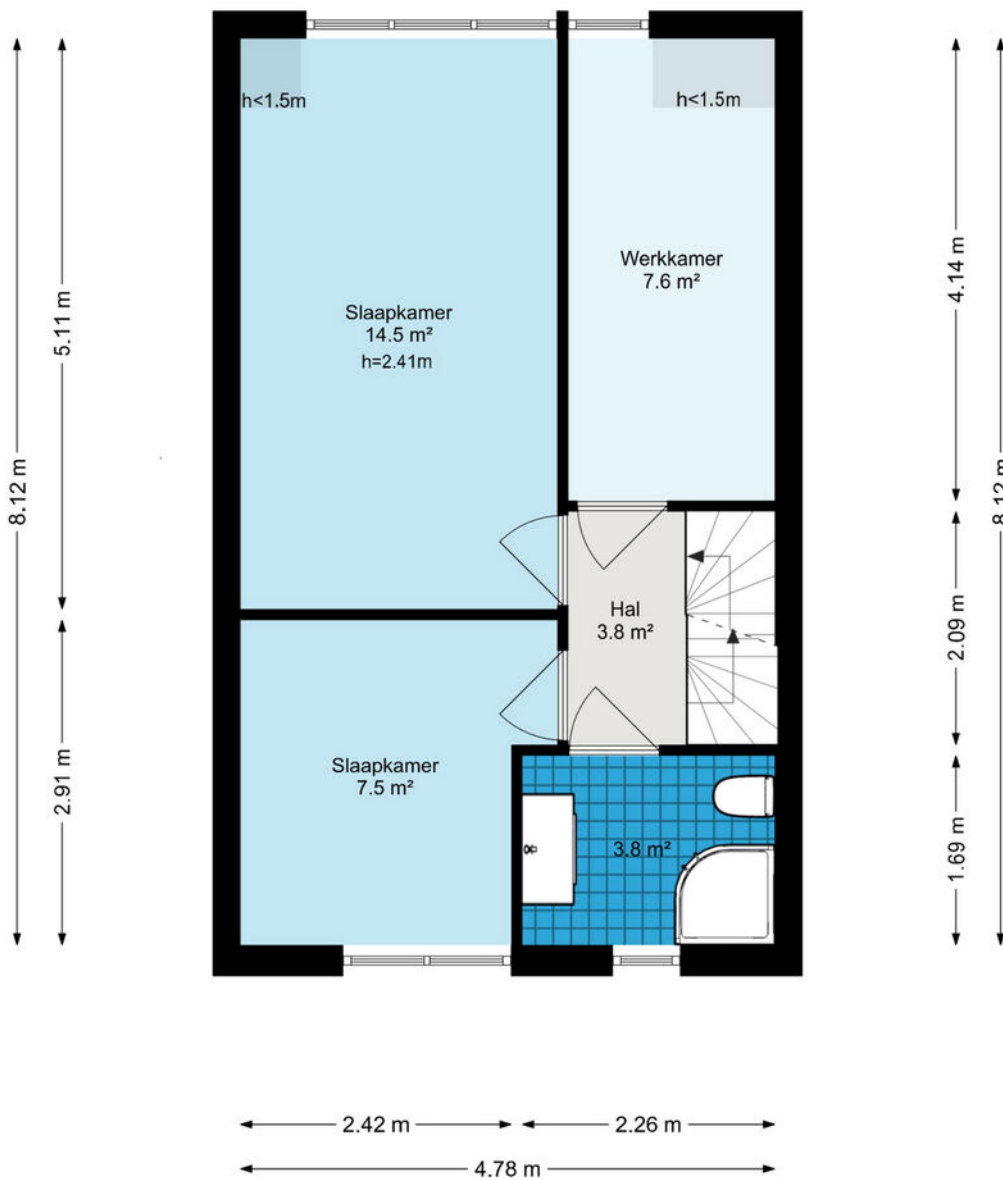 h<1.5m
h<1.5m
Werkkamer
7.6 m²
Slaapkamer
14.5 m²
h=2.41m
Hal
3.8 m²
Slaapkamer
7.5 m²
3.8 m²
8.12 m
5.11 m
2.91 m
4.14 m
2.09 m
1.69 m
8.12 m
2.42 m
2.26 m
4.78 m